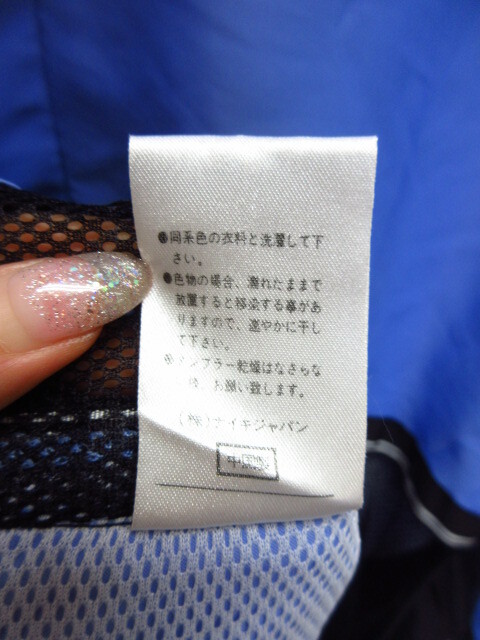 ●同系色の衣料と洗濯して下
さい。
●色物の場合、濡れたままで
放置すると移染する事があ
りますので、速やかに干し
て下さい。
●タンブラー乾燥はなさらな
様、お願い致します。
(株)ナイキジャパン
中国製